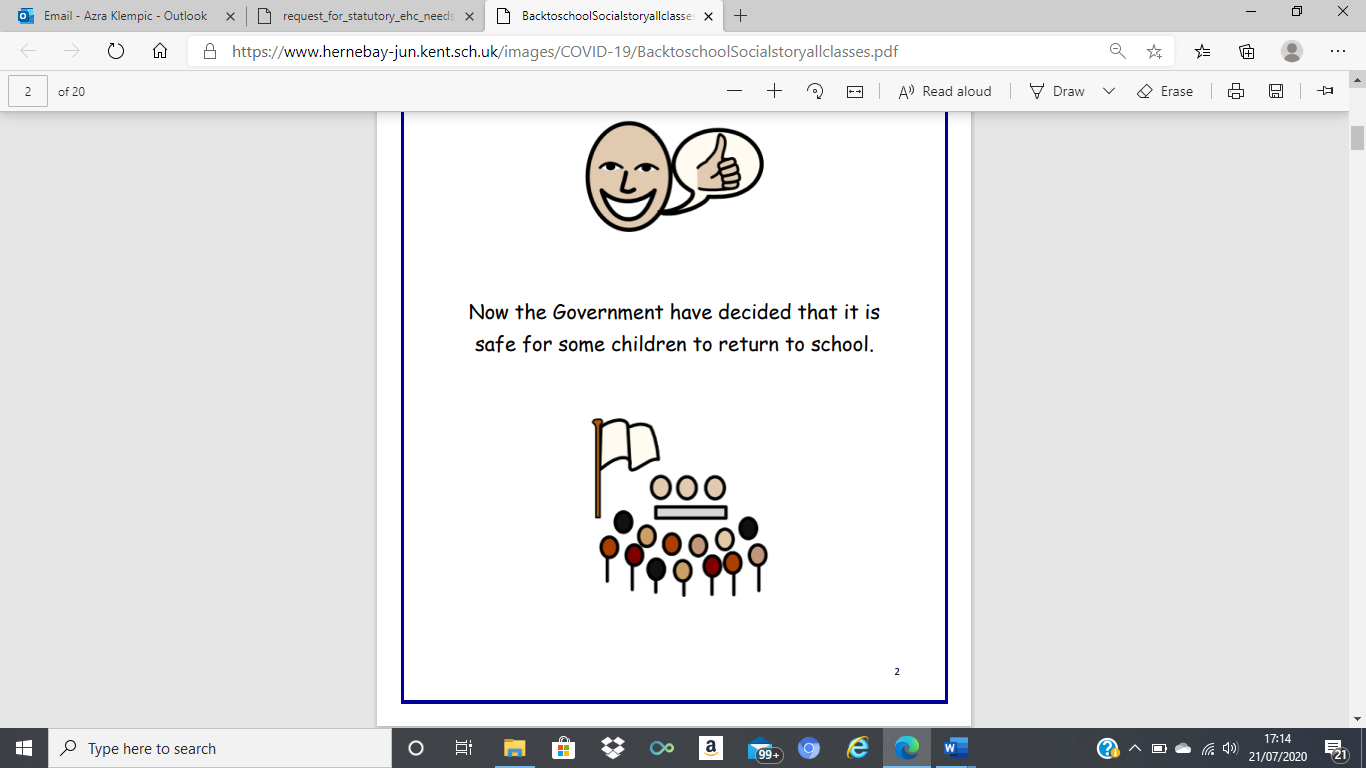 Email - Azra Klempic - Outlook
request_for_statutory_ehc_needs
BacktoschoolSocialstoryallclasses
https://www.hernebay-jun.kent.sch.uk/images/COVID-19/BacktoschoolSocialstoryallclasses.pdf
2 of 20
Read aloud
Draw
Erase
Now the Government have decided that it is
safe for some children to return to school.
2
Type here to search
99+
17:14
21/07/2020
21